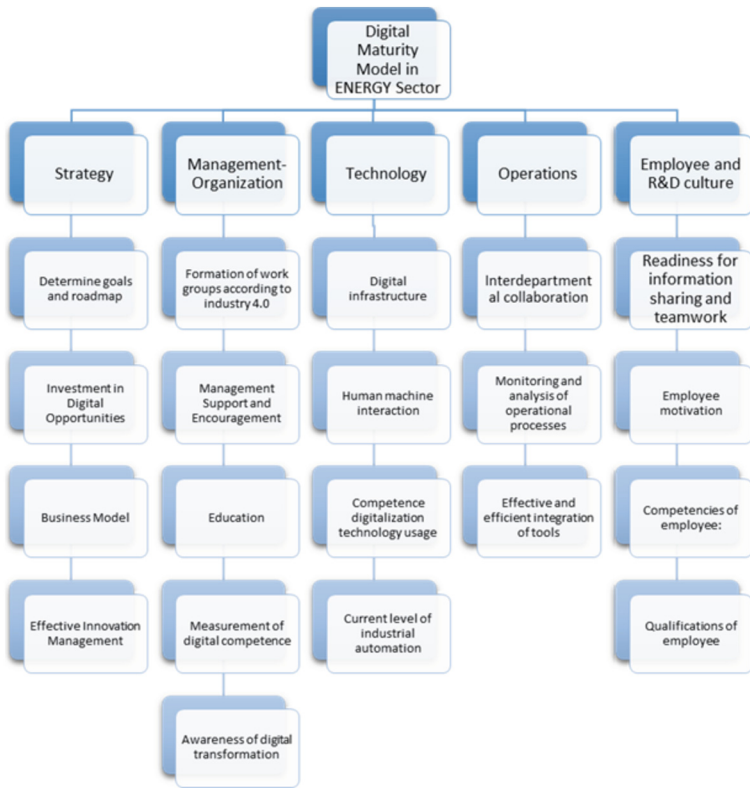 Digital
Maturity
Model in
ENERGY Sector
Strategy
Management-
Organization
Technology
Operations
Employee and
R&D culture
Determine goals
and roadmap
Formation of work
groups according to
industry 4.0
Digital
infrastructure
Interdepartment
al collaboration
Readiness for
information
sharing and
teamwork
Investment in
Digital
Opportunities
Management
Support and
Encouragement
Human machine
interaction
Monitoring and
analysis of
operational
processes
Employee
motivation
Business Model
Education
Competence
digitalization
technology usage
Effective and
efficient integration
of tools
Competencies of
employee:
Effective Innovation
Management
Measurement of
digital competence
Current level of
industrial
automation
Qualifications of
employee
Awareness of digital
transformation